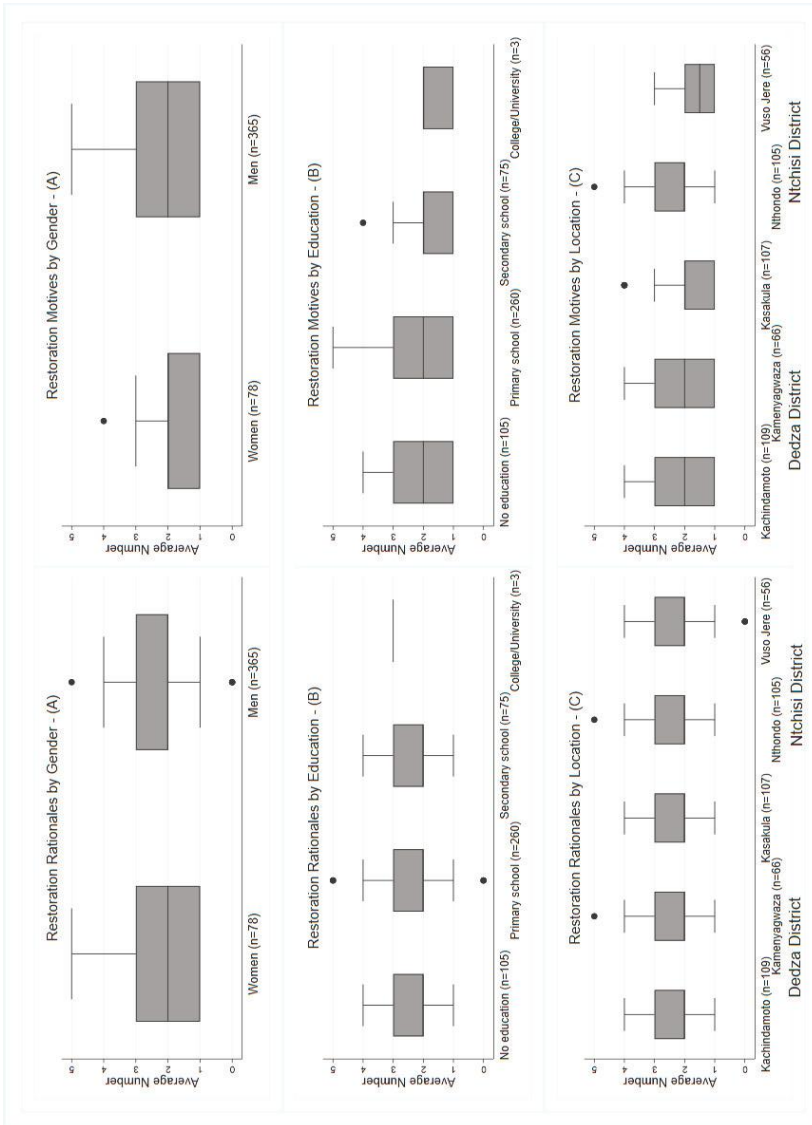 Restoration Rationales by Gender - (A)
Average Number
5
4
3
2
1
0
Women (n=78)
Men (n=365)
Restoration Motives by Gender - (A)
Average Number
5
4
3
2
1
0
Women (n=78)
Men (n=365)
Restoration Rationales by Education - (B)
Average Number
5
4
3
2
1
0
No education (n=105)
Primary school (n=260)
Secondary school (n=75)
College/University (n=3)
Restoration Motives by Education - (B)
Average Number
5
4
3
2
1
0
No education (n=105)
Primary school (n=260)
Secondary school (n=75)
College/University (n=3)
Restoration Rationales by Location - (C)
Average Number
5
4
3
2
1
0
Kachindamoto (n=109)
Kamenyagwaza (n=66)
Kasakula (n=107)
Nthondo (n=105)
Vuso Jere (n=56)
Dedza District
Ntchisi District
Restoration Motives by Location - (C)
Average Number
5
4
3
2
1
0
Kachindamoto (n=109)
Kamenyagwaza (n=66)
Kasakula (n=107)
Nthondo (n=105)
Vuso Jere (n=56)
Dedza District
Ntchisi District